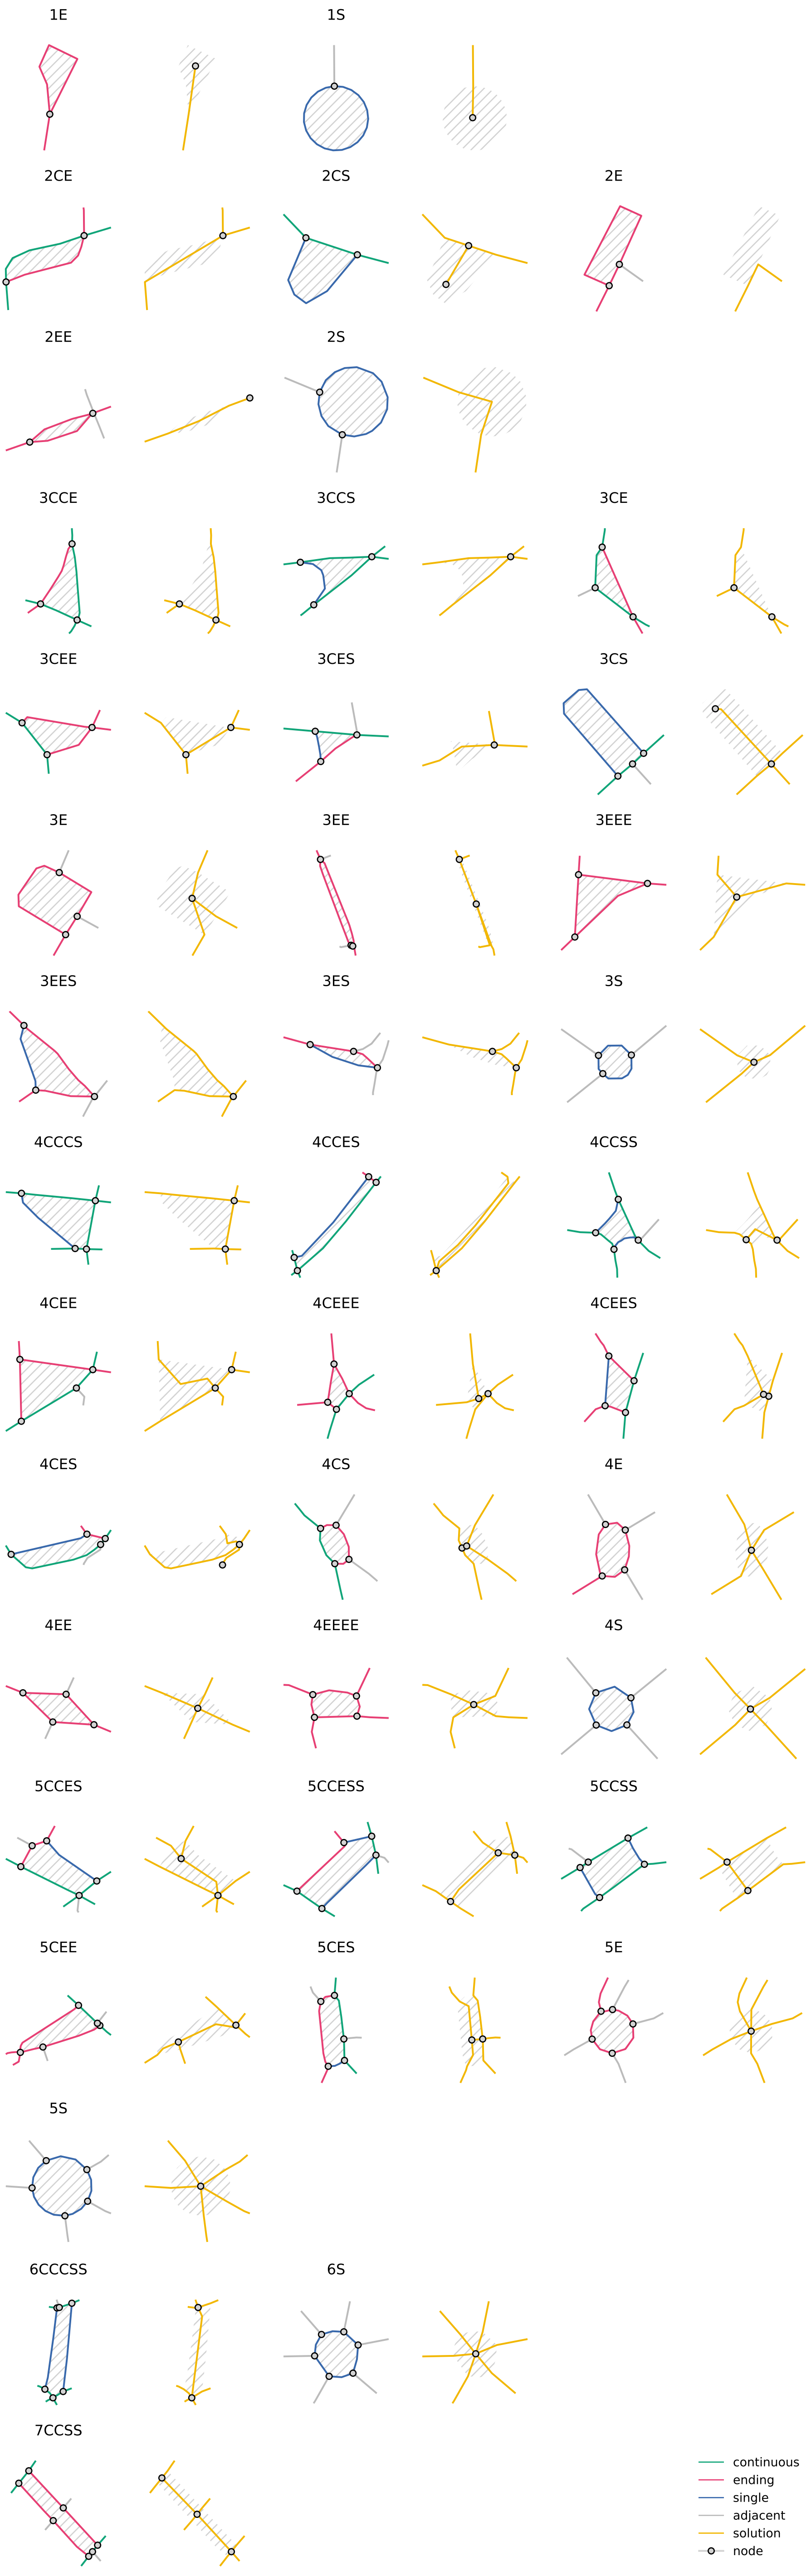 1E 1S
2CE 2CS 2E
2EE 2S
3CCE 3CCS 3CE
3CEE 3CES 3CS
3E 3EE 3EEE
3EES 3ES 3S
4CCCS 4CCES 4CCSS
4CEE 4CEEE 4CEES
4CES 4CS 4E
4EE 4EEEE 4S
5CCES 5CCESS 5CCSS
5CEE 5CES 5E
5S
6CCCSS 6S
7CCSS
continuous
ending
single
adjacent
solution
node